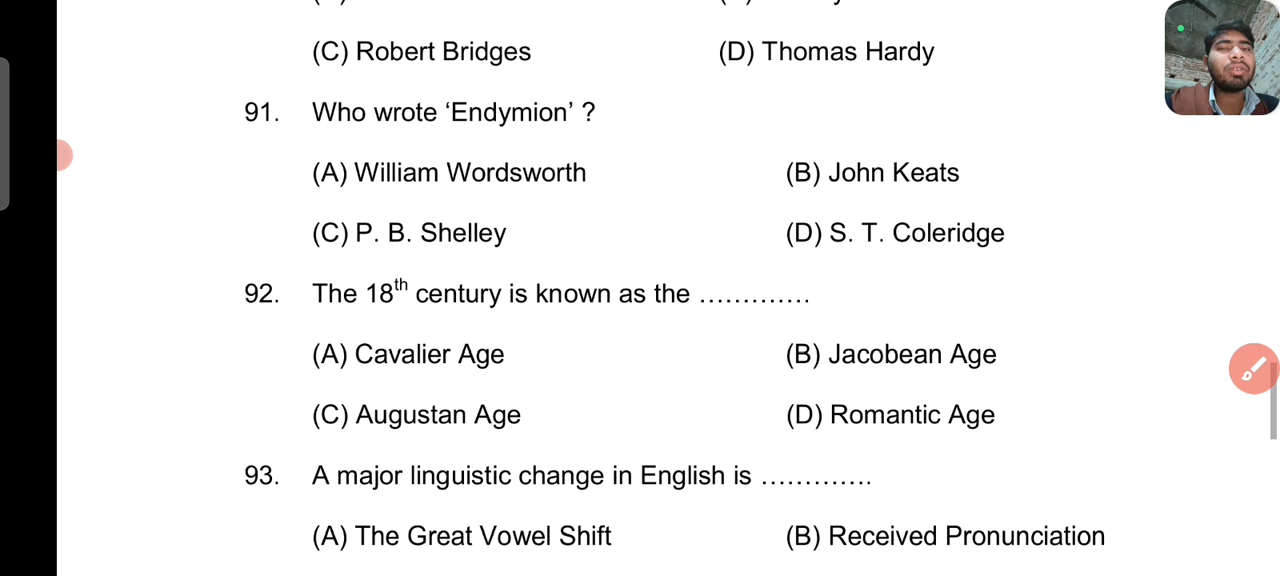 (C) Robert Bridges (D) Thomas Hardy
91. Who wrote ‘Endymion’ ?
(A) William Wordsworth (B) John Keats
(C) P. B. Shelley (D) S. T. Coleridge
92. The 18th century is known as the .............
(A) Cavalier Age (B) Jacobean Age
(C) Augustan Age (D) Romantic Age
93. A major linguistic change in English is .............
(A) The Great Vowel Shift (B) Received Pronunciation